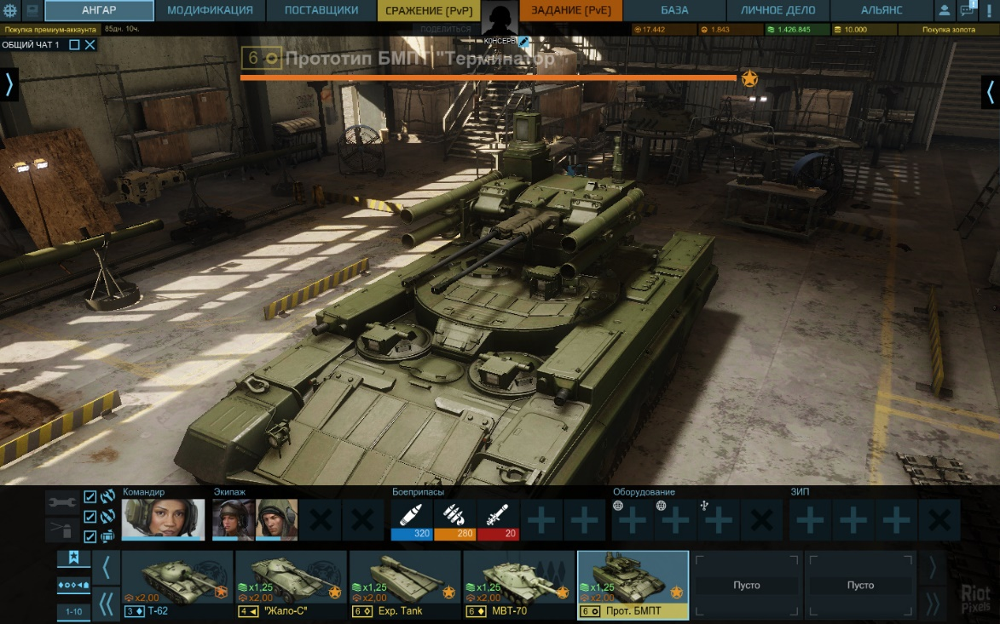 АНГАР
МОДИФИКАЦИЯ
ПОСТАВЩИКИ
СРАЖЕНИЕ [PvP]
ЗАДАНИЕ [PvE]
БАЗА
ЛИЧНОЕ ДЕЛО
АЛЬЯНС
Покупка премиум-аккаунта
85дн. 10ч.
ПОДЕЛИТЬСЯ
17.442
1.843
1.426.845
10.000
Покупка золота
ОБЩИЙ ЧАТ 1
КОНСЕРВ
6 Прототип БМПТ "Терминатор
Командир
Экипаж
Боеприпасы
Оборудование
ЗИП
320
280
20
x2,00
x1,25
x2,00
x1,25
x2,00
x1,25
x2,00
x1,25
x2,00
Пусто
Пусто
1-10
3 Т-62
4 "Жало-С"
6 Exp. Tank
6 МВТ-70
6 Прот. БМПТ
Riot
Pixels